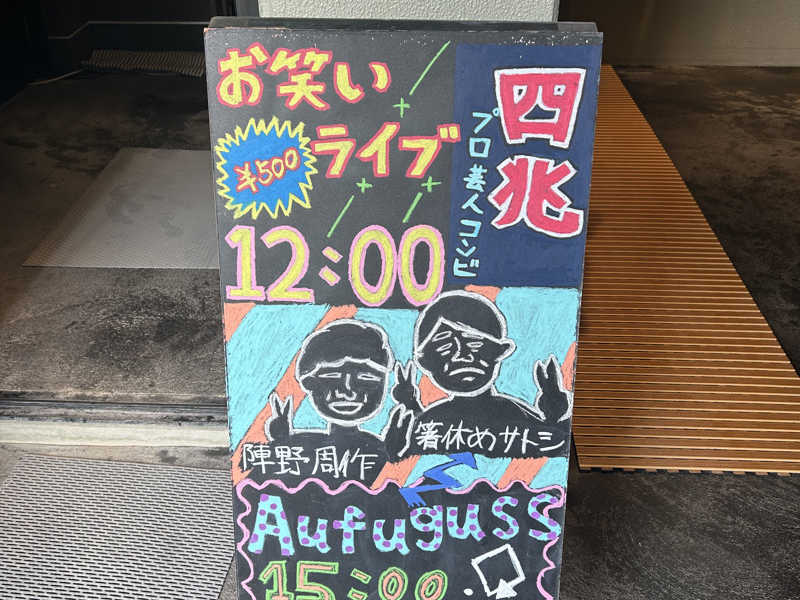 お笑い
ライブ
¥500
12:00
四兆
プロ芸人コンビ
陣野周作
箸休めサトシ
Aufuguss
15:00